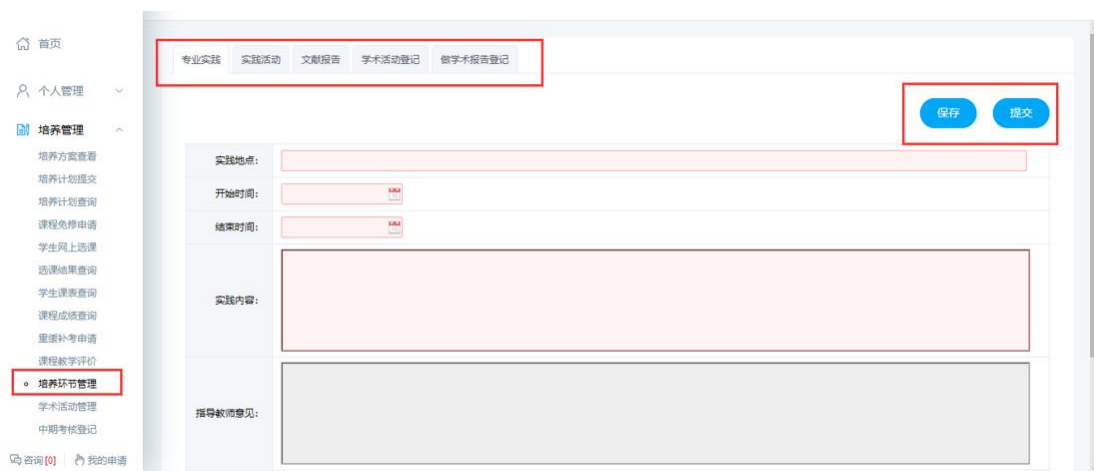 首页
个人管理
培养管理
培养方案查看
培养计划提交
培养计划查询
课程免修申请
学生网上选课
选课结果查询
学生课表查询
课程成绩查询
重缓补考申请
课程教学评价
培养环节管理
学术活动管理
中期考核登记
咨询[0] 我的申请
专业实践 实践活动 文献报告 学术活动登记 做学术报告登记
保存 提交
实践地点:
开始时间:
结束时间:
实践内容:
指导教师意见: